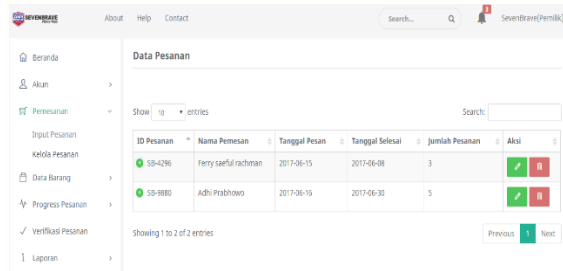 SEVENBRAVE
About Help Contact
Search...
3
SevenBrave(Pemilik)
Beranda
Akun
Pemesanan
Input Pesanan
Kelola Pesanan
Data Barang
Progress Pesanan
Verifikasi Pesanan
Laporan
Data Pesanan
Show 10 entries
Search:
ID Pesanan Nama Pemesan Tanggal Pesan Tanggal Selesai Jumlah Pesanan Aksi
SB-4296 Ferry saeful rachman 2017-06-15 2017-06-08 3
SB-9880 Adhi Prabhowo 2017-06-16 2017-06-30 5
Showing 1 to 2 of 2 entries
Previous 1 Next